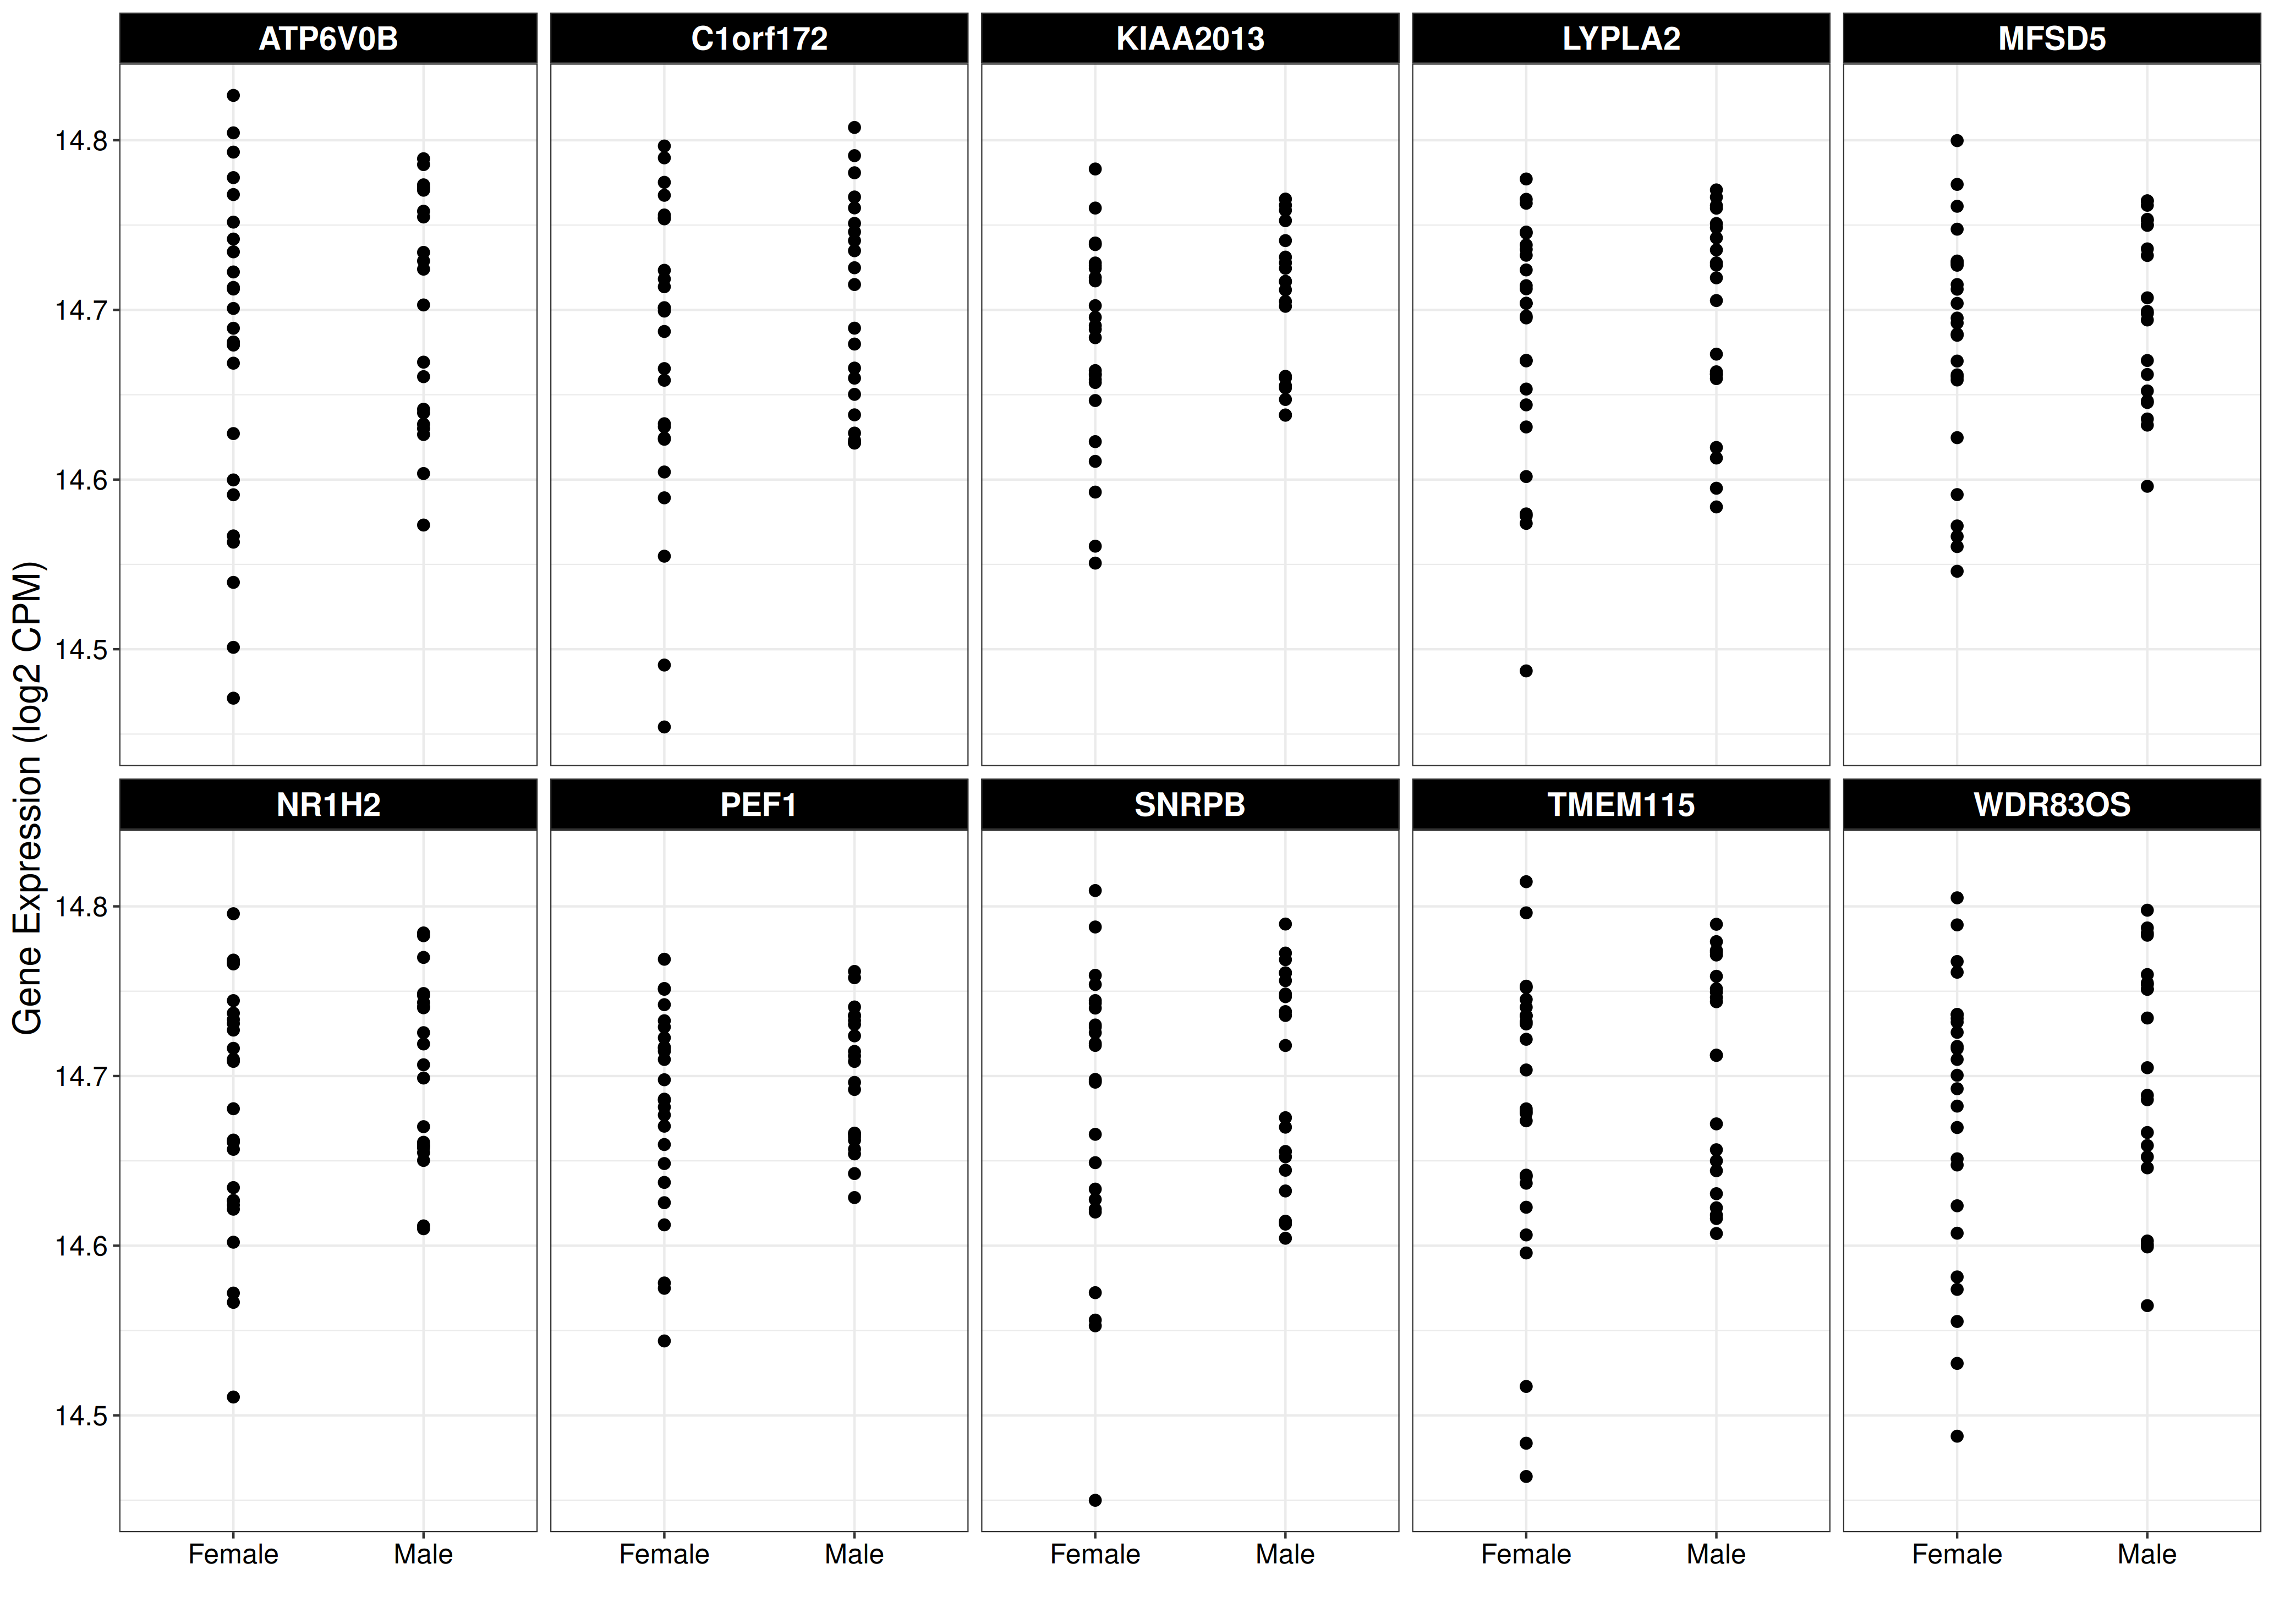 ATP6V0B C1orf172 KIAA2013 LYPLA2 MFSD5
14.8
14.7
14.6
14.5
Gene Expression (log2 CPM)
NR1H2 PEF1 SNRPB TMEM115 WDR83OS
14.8
14.7
14.6
14.5
Female Male Female Male Female Male Female Male Female Male